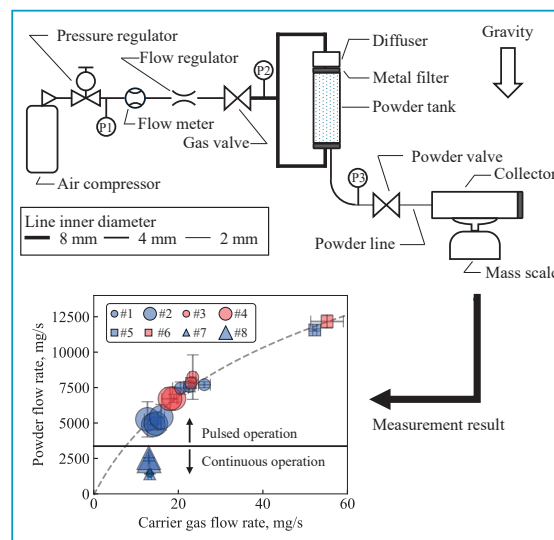 Pressure regulator
Flow regulator
P2
Diffuser
Metal filter
Powder tank
Gravity
P1
Flow meter
Gas valve
Air compressor
P3
Powder valve
Collector
Powder line
Mass scale
Line inner diameter
8 mm 4 mm 2 mm
#1 #2 #3 #4
#5 #6 #7 #8
Powder flow rate, mg/s
12500
10000
7500
5000
2500
0
Pulsed operation
Continuous operation
0 20 40 60
Carrier gas flow rate, mg/s
Measurement result